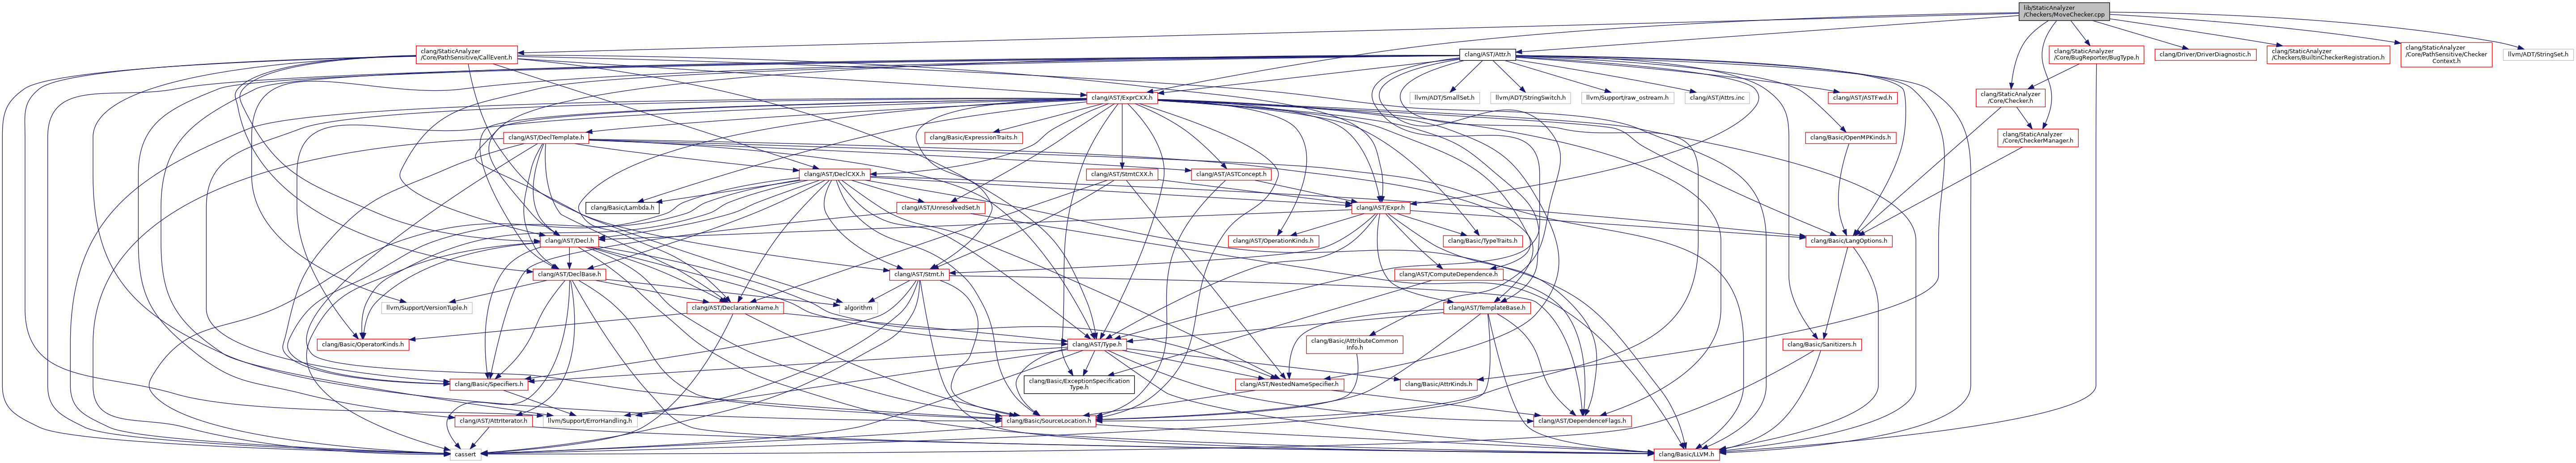 lib/StaticAnalyzer
/Checkers/MoveChecker.cpp
clang/StaticAnalyzer
/Core/PathSensitive/CallEvent.h
clang/AST/Attr.h
clang/StaticAnalyzer
/Core/BugReporter/BugType.h
clang/Driver/DriverDiagnostic.h
clang/StaticAnalyzer
/Checkers/BuiltinCheckerRegistration.h
clang/StaticAnalyzer
/Core/PathSensitive/Checker
Context.h
llvm/ADT/StringSet.h
clang/AST/ExprCXX.h
llvm/ADT/SmallSet.h
llvm/ADT/StringSwitch.h
llvm/Support/raw_ostream.h
clang/AST/Attrs.inc
clang/AST/ASTFwd.h
clang/StaticAnalyzer
/Core/Checker.h
clang/AST/DeclTemplate.h
clang/Basic/ExpressionTraits.h
clang/Basic/OpenMPKinds.h
clang/StaticAnalyzer
/Core/CheckerManager.h
clang/AST/DeclCXX.h
clang/AST/StmtCXX.h
clang/AST/ASTConcept.h
clang/Basic/Lambda.h
clang/AST/UnresolvedSet.h
clang/AST/Expr.h
clang/AST/Decl.h
clang/AST/OperationKinds.h
clang/Basic/TypeTraits.h
clang/Basic/LangOptions.h
clang/AST/DeclBase.h
clang/AST/Stmt.h
clang/AST/ComputeDependence.h
llvm/Support/VersionTuple.h
clang/AST/DeclarationName.h
algorithm
clang/AST/TemplateBase.h
clang/Basic/OperatorKinds.h
clang/AST/Type.h
clang/Basic/AttributeCommon
Info.h
clang/Basic/Sanitizers.h
clang/Basic/Specifiers.h
clang/Basic/ExceptionSpecification
Type.h
clang/AST/NestedNameSpecifier.h
clang/Basic/AttrKinds.h
clang/AST/AttrIterator.h
llvm/Support/ErrorHandling.h
clang/Basic/SourceLocation.h
clang/AST/DependenceFlags.h
cassert
clang/Basic/LLVM.h